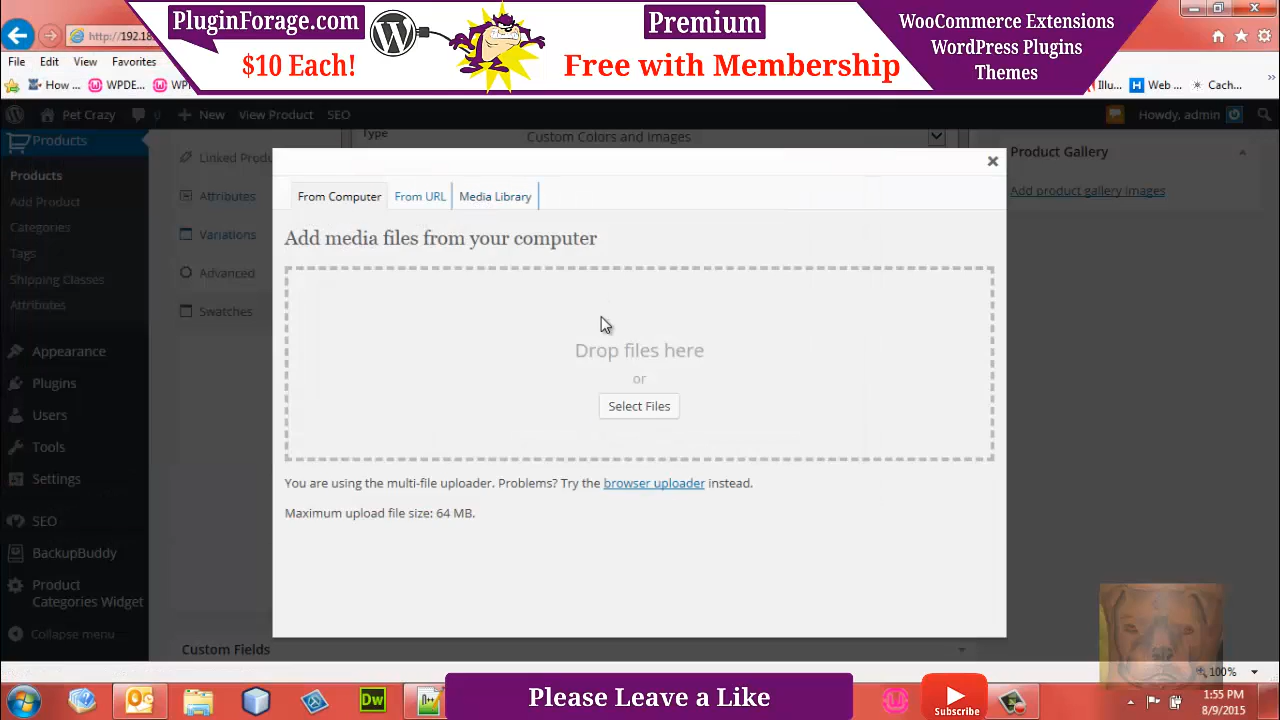 PluginForage.com
$10 Each!
Premium
Free with Membership
WooCommerce Extensions
WordPress Plugins
Themes
http://192.18
File Edit View Favorites
How ... WPDE... Illu... Web ... Cach...
Pet Crazy New View Product SEO Howdy, admin
Products
Products
Add Product
Categories
Tags
Shipping Classes
Attributes
Appearance
Plugins
Users
Tools
Settings
SEO
BackupBuddy
Product
Categories Widget
Collapse menu
Linked Produ
Attributes
Variations
Advanced
Swatches
Type Custom Colors and Images
From Computer From URL Media Library
Add media files from your computer
Drop files here
or
Select Files
You are using the multi-file uploader. Problems? Try the browser uploader instead.
Maximum upload file size: 64 MB.
Custom Fields
Product Gallery
Add product gallery images
100%
Dw
Please Leave a Like
Subscribe
1:55 PM
8/9/2015